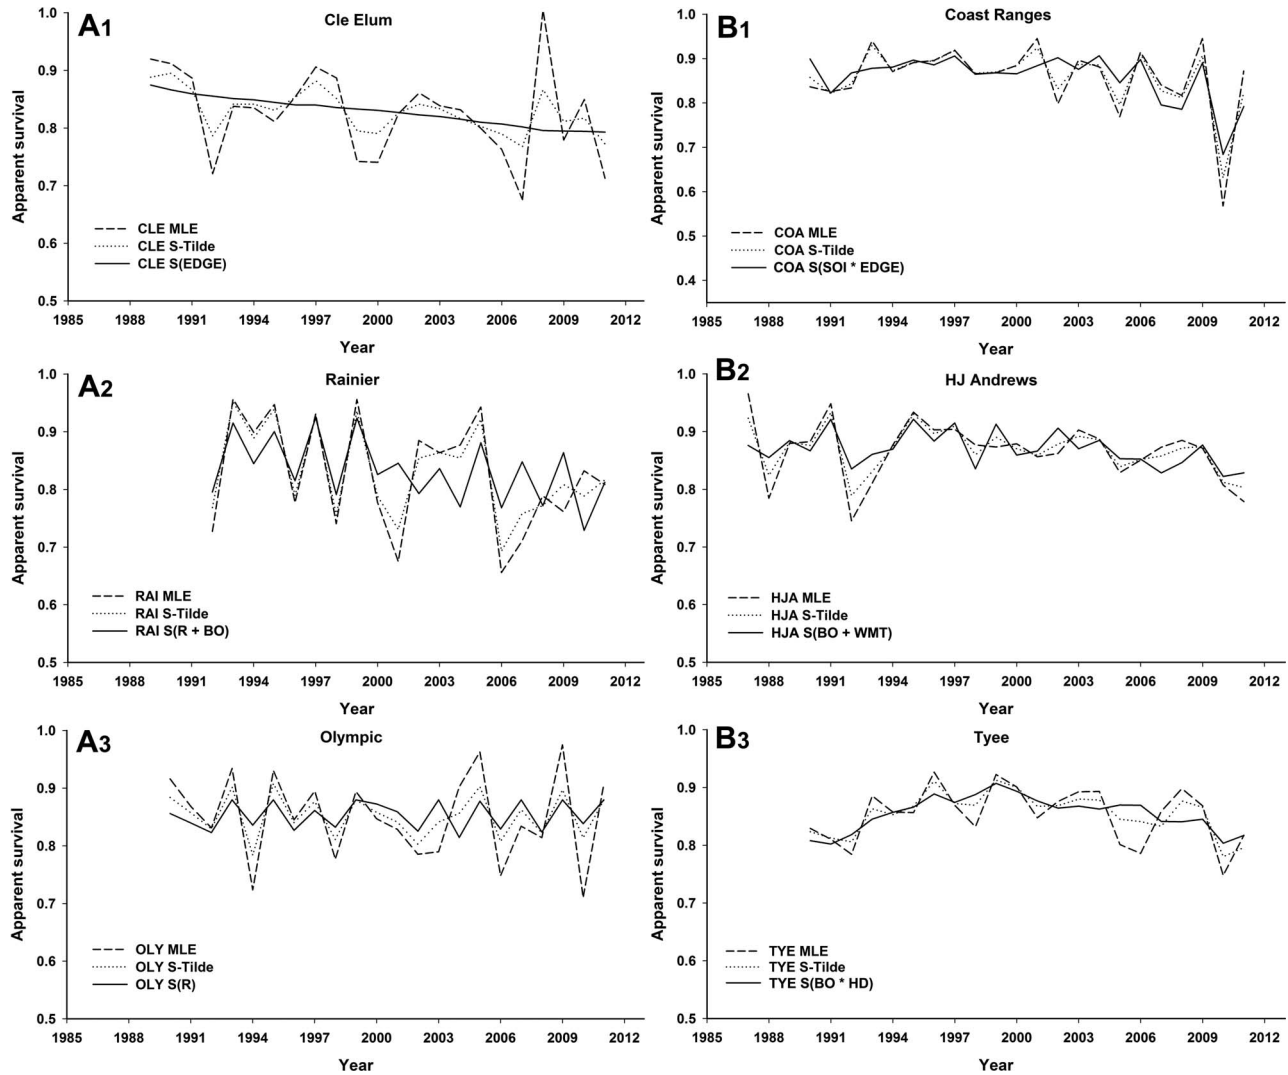 A1
Cle Elum
Apparent survival
1.0
0.9
0.8
0.7
0.6
0.5
CLE MLE
CLE S-Tilde
CLE S(EDGE)
1985 1988 1991 1994 1997 2000 2003 2006 2009 2012
Year
B1
Coast Ranges
Apparent survival
1.0
0.9
0.8
0.7
0.6
0.5
0.4
COA MLE
COA S-Tilde
COA S(SOI * EDGE)
1985 1988 1991 1994 1997 2000 2003 2006 2009 2012
Year
A2
Rainier
Apparent survival
1.0
0.9
0.8
0.7
0.6
0.5
RAI MLE
RAI S-Tilde
RAI S(R + BO)
1985 1988 1991 1994 1997 2000 2003 2006 2009 2012
Year
B2
HJ Andrews
Apparent survival
1.0
0.9
0.8
0.7
0.6
0.5
HJA MLE
HJA S-Tilde
HJA S(BO + WMT)
1985 1988 1991 1994 1997 2000 2003 2006 2009 2012
Year
A3
Olympic
Apparent survival
1.0
0.9
0.8
0.7
0.6
0.5
OLY MLE
OLY S-Tilde
OLY S(R)
1985 1988 1991 1994 1997 2000 2003 2006 2009 2012
Year
B3
Tyee
Apparent survival
1.0
0.9
0.8
0.7
0.6
0.5
TYE MLE
TYE S-Tilde
TYE S(BO * HD)
1985 1988 1991 1994 1997 2000 2003 2006 2009 2012
Year